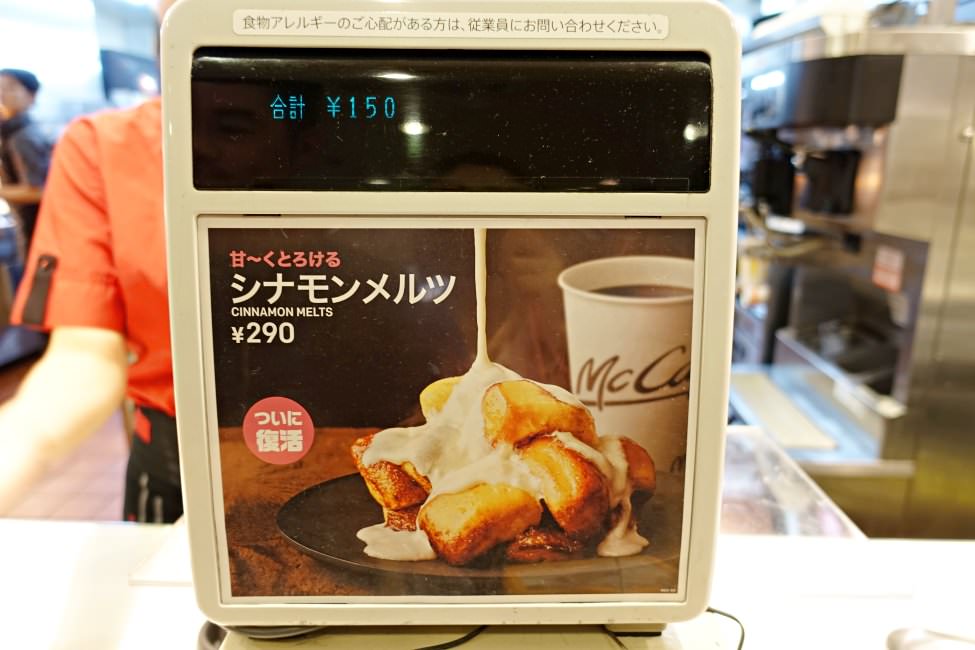 食物アレルギーのご心配がある方は、従業員にお問い合わせください。
合計 ¥150
甘〜くとろける
シナモンメルツ
CINNAMON MELTS
¥290
ついに
復活
McCa